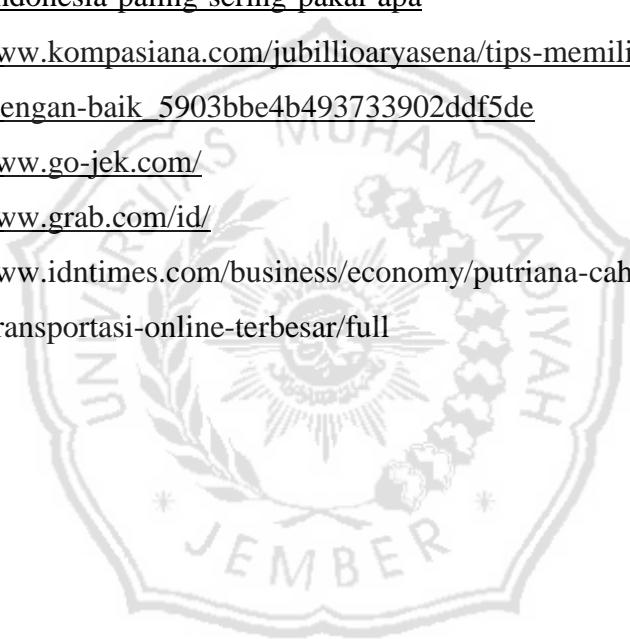 ndonesia-paling-sering-pakai-apa
ww.kompasiana.com/jubillioaryasena/tips-memili
engan-baik_5903bbe4b493733902ddf5de
ww.go-jek.com/
ww.grab.com/id/
ww.idntimes.com/business/economy/putriana-cah
ransportasi-online-terbesar/full
UNIVERSITAS MUHAMMADIYAH
JEMBER